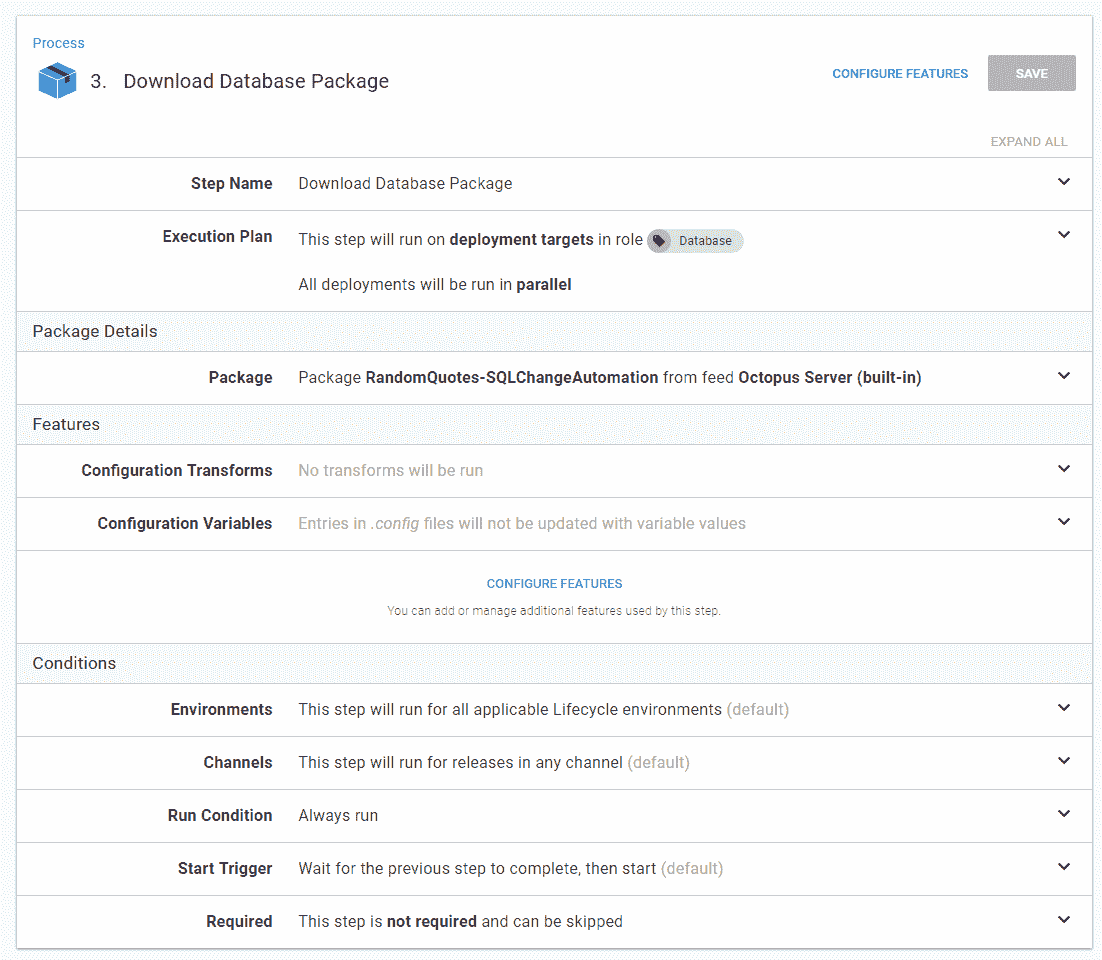 Process
3. Download Database Package
CONFIGURE FEATURES
SAVE
EXPAND ALL
Step Name Download Database Package
Execution Plan This step will run on deployment targets in role Database
All deployments will be run in parallel
Package Details
Package Package RandomQuotes-SQLChangeAutomation from feed Octopus Server (built-in)
Features
Configuration Transforms No transforms will be run
Configuration Variables Entries in .config files will not be updated with variable values
CONFIGURE FEATURES
You can add or manage additional features used by this step.
Conditions
Environments This step will run for all applicable Lifecycle environments (default)
Channels This step will run for releases in any channel (default)
Run Condition Always run
Start Trigger Wait for the previous step to complete, then start (default)
Required This step is not required and can be skipped